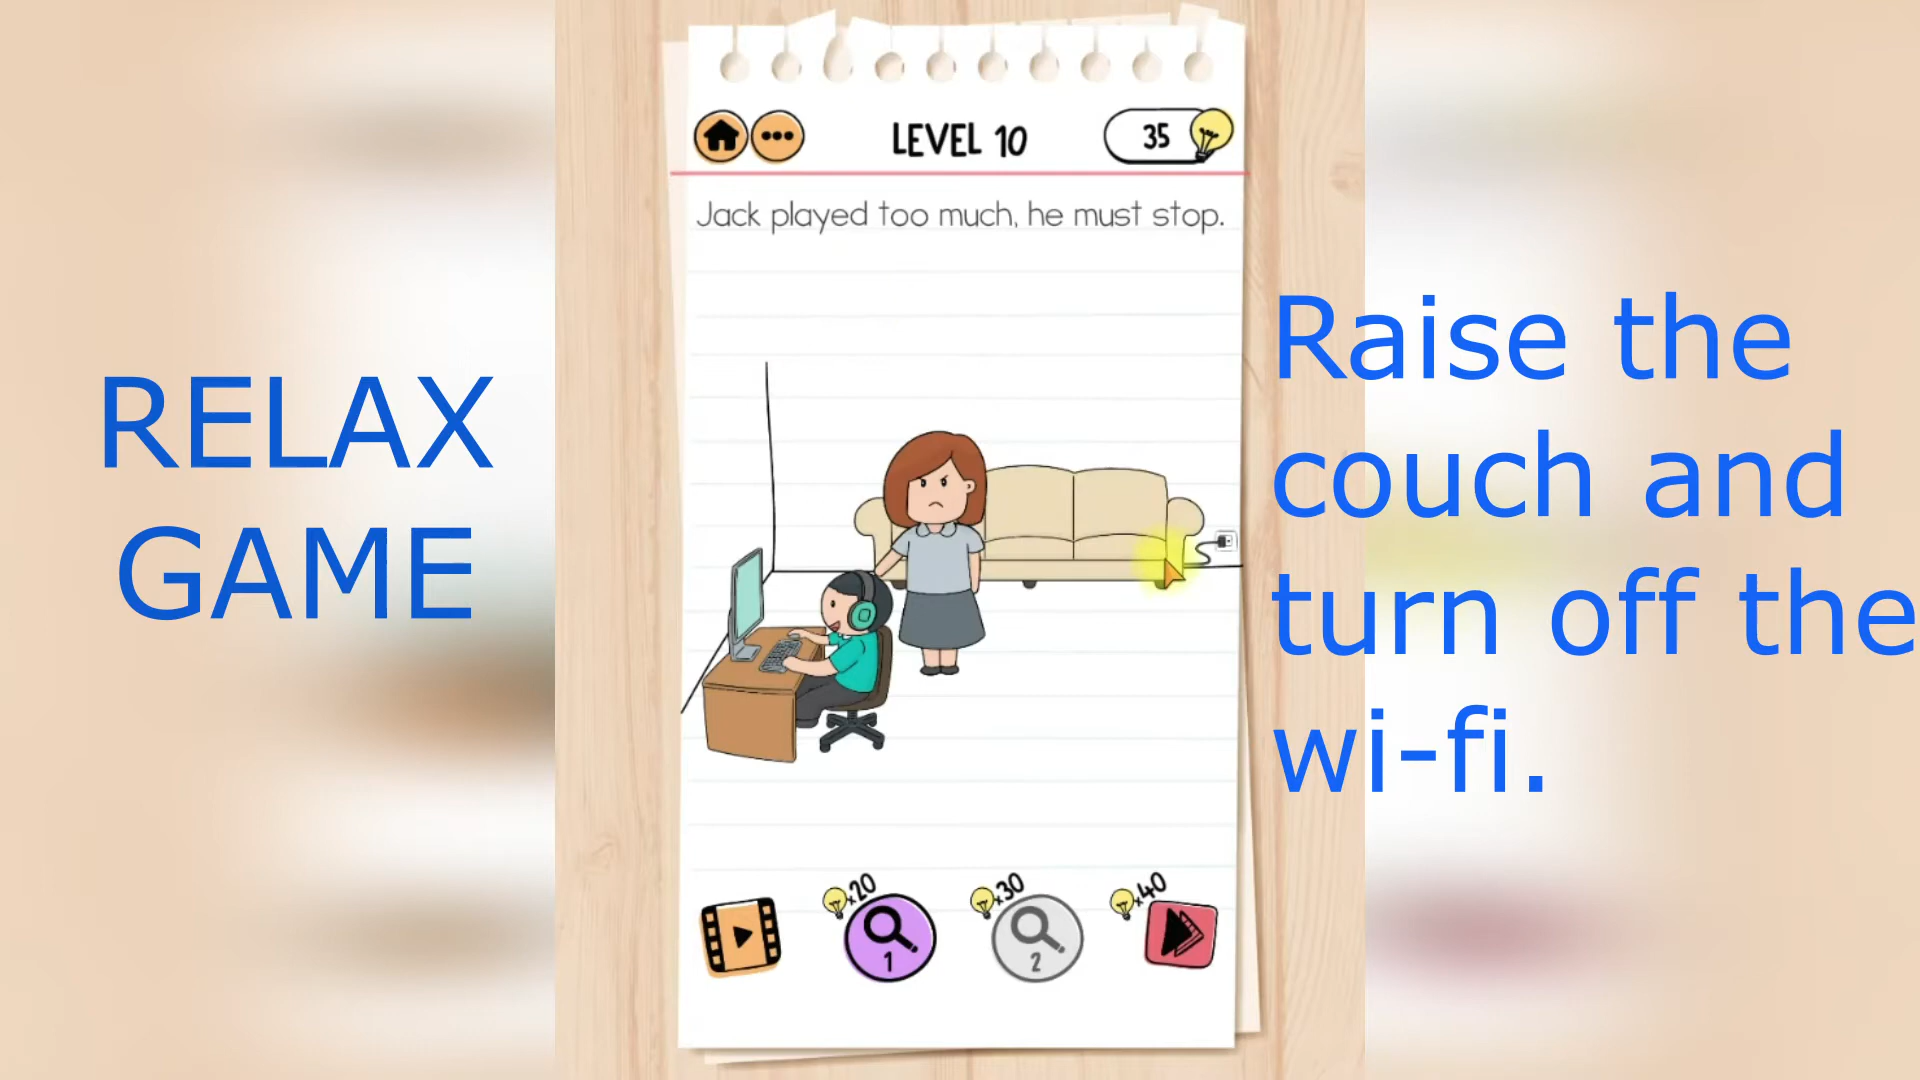 LEVEL 10
35
Jack played too much, he must stop.
RELAX
GAME
Raise the
couch and
turn off the
wi-fi.
x20
x30
x40
1
2